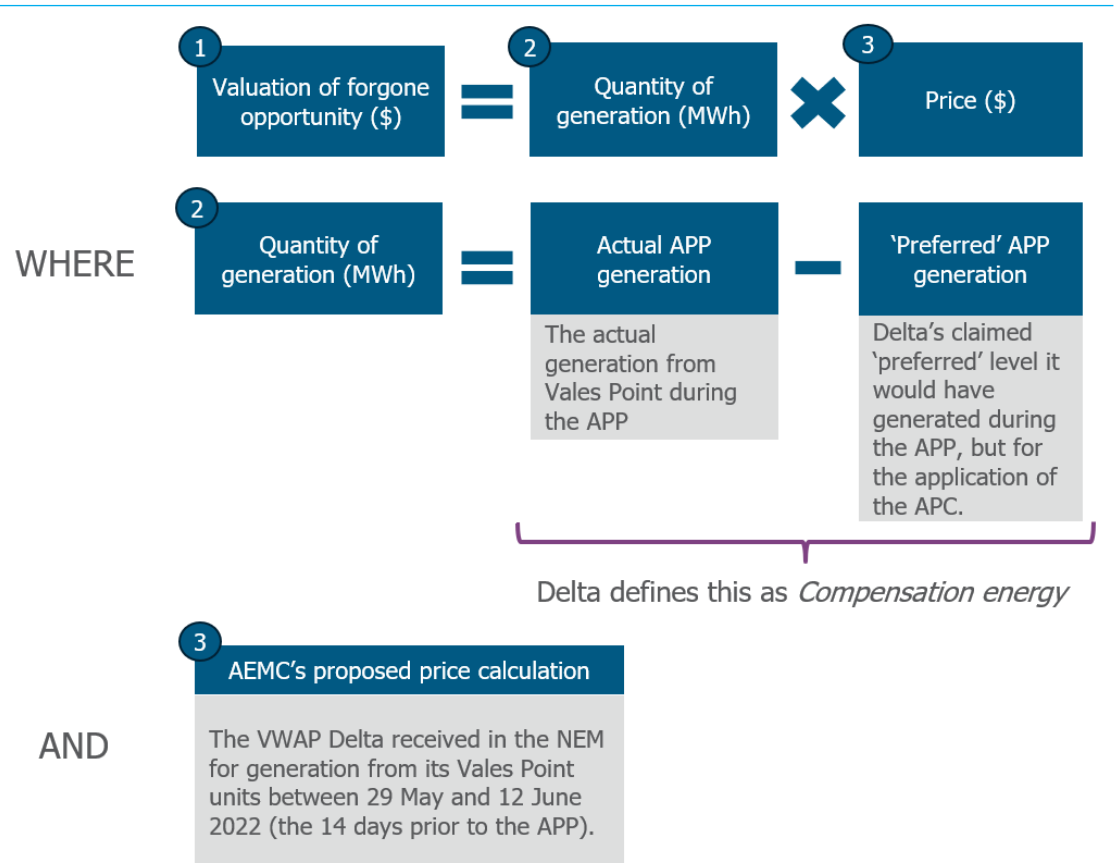 1
Valuation of forgone
opportunity ($)
=
2
Quantity of
generation (MWh)
×
3
Price ($)
WHERE
2
Quantity of
generation (MWh)
=
Actual APP
generation
The actual
generation from
Vales Point during
the APP
–
'Preferred' APP
generation
Delta's claimed
'preferred' level it
would have
generated during
the APP, but for
the application of
the APC.
Delta defines this as Compensation energy
AND
3
AEMC's proposed price calculation
The VWAP Delta received in the NEM
for generation from its Vales Point
units between 29 May and 12 June
2022 (the 14 days prior to the APP).